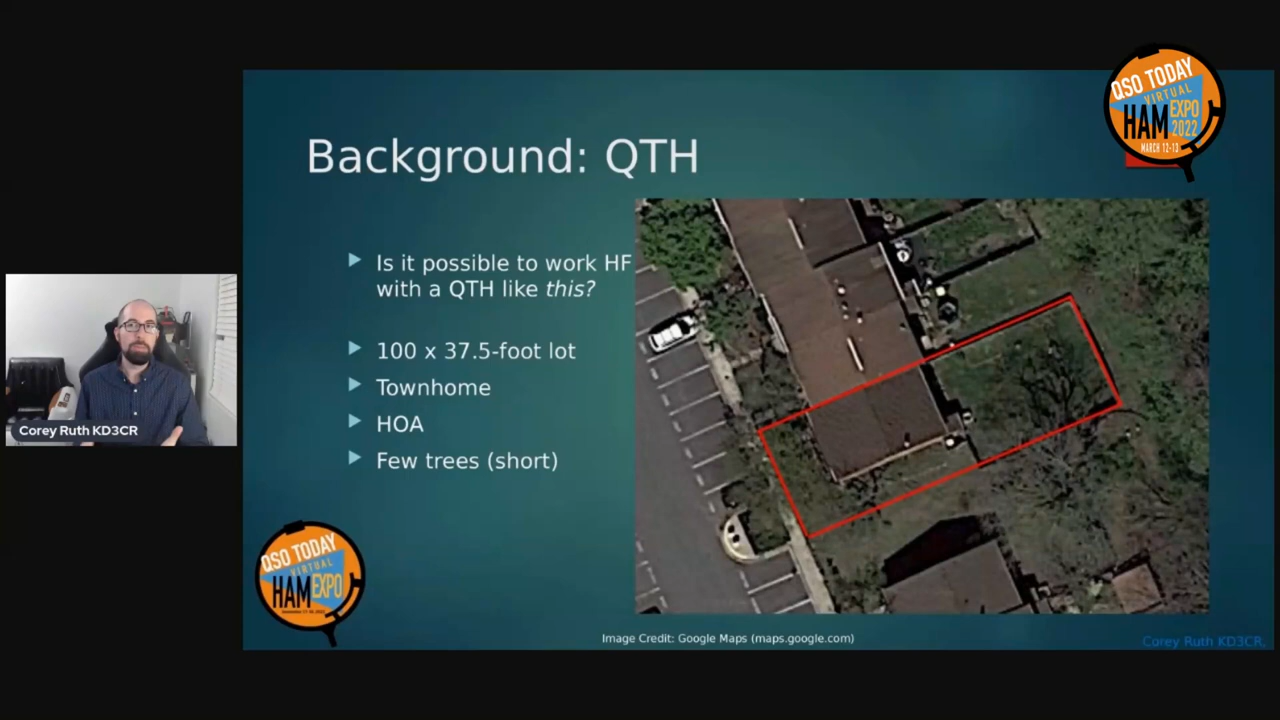 QSO TODAY
VIRTUAL
HAM EXPO
2022
MARCH 12-13
Background: QTH
Is it possible to work HF
with a QTH like this?
100 x 37.5-foot lot
Townhome
HOA
Few trees (short)
Corey Ruth KD3CR
QSO TODAY
VIRTUAL
HAM EXPO
Image Credit: Google Maps (maps.google.com)
Corey Ruth KD3CR,